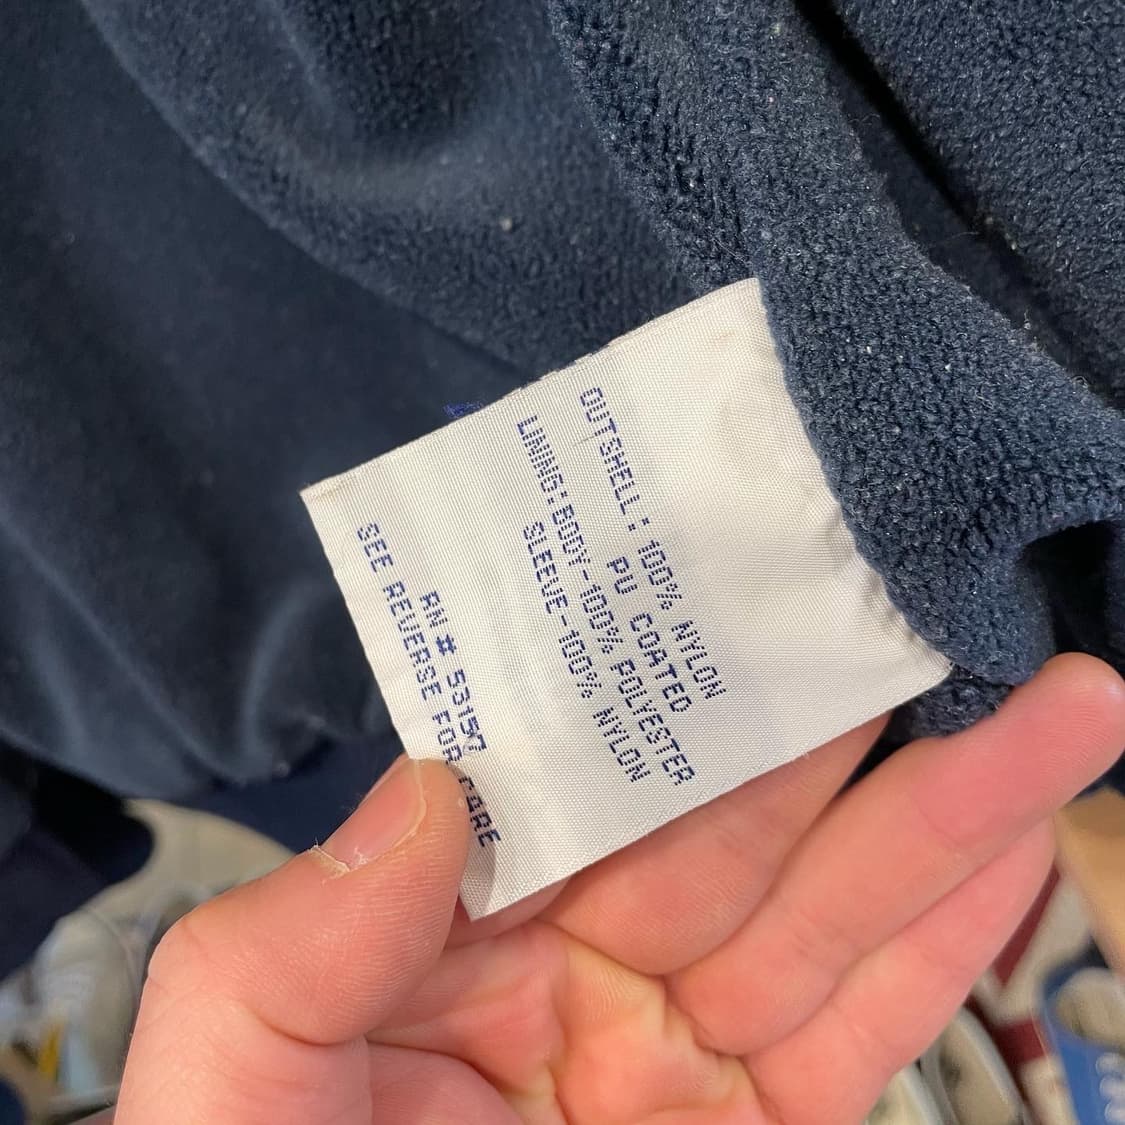 OUTSHELL: 100% NYLON
PU COATED
LINING: BODY-100% POLYESTER
SLEEVE-100% NYLON
RN # 53157
SEE REVERSE FOR CARE